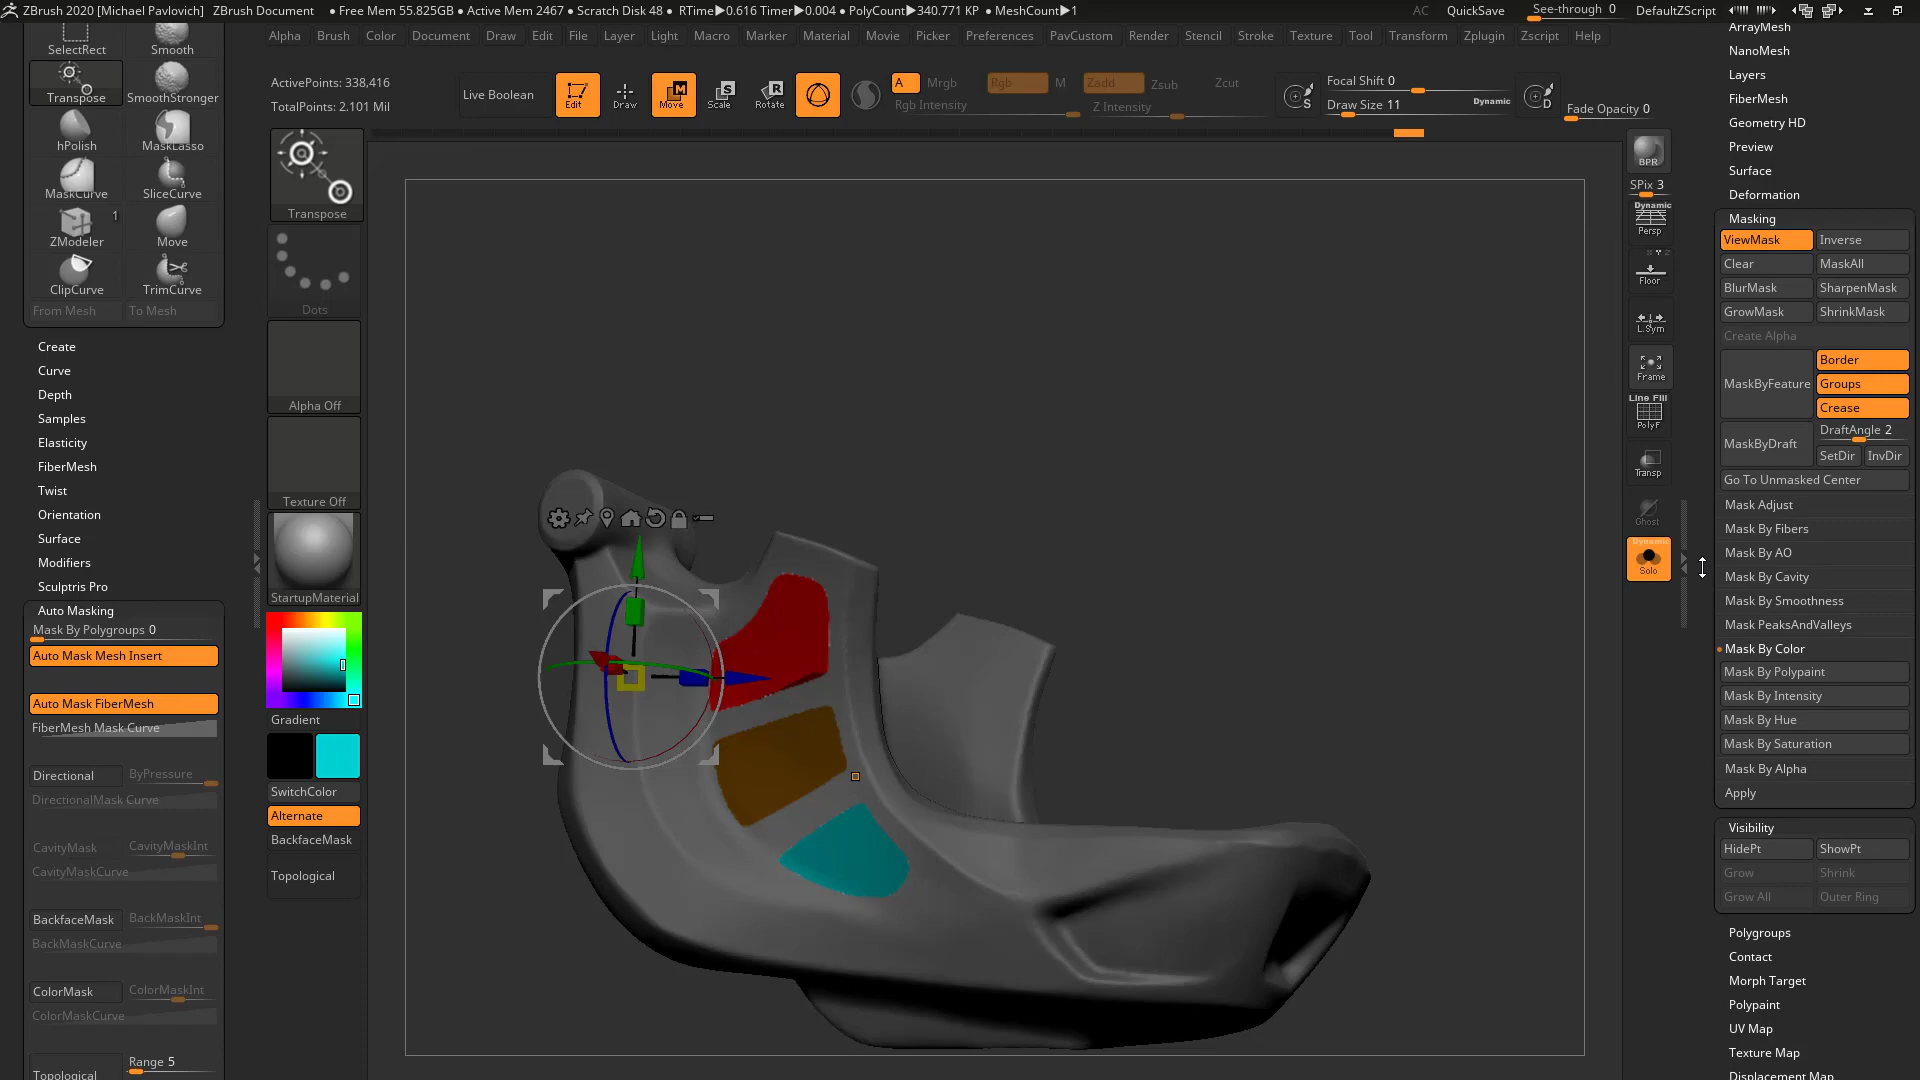 ZBrush 2020 [Michael Pavlovich] ZBrush Document • Free Mem 55.825GB • Active Mem 2467 • Scratch Disk 48 • RTime▶0.616 Timer▶0.004 • PolyCount▶340.771 KP • MeshCount▶1
AC QuickSave See-through 0 DefaultZScript
Alpha Brush Color Document Draw Edit File Layer Light Macro Marker Material Movie Picker Preferences PavCustom Render Stencil Stroke Texture Tool Transform Zplugin Zscript Help
SelectRect Smooth
Transpose SmoothStronger
hPolish MaskLasso
MaskCurve SliceCurve
ZModeler 1 Move
ClipCurve TrimCurve
From Mesh To Mesh
Create
Curve
Depth
Samples
Elasticity
FiberMesh
Twist
Orientation
Surface
Modifiers
Sculptris Pro
Auto Masking
Mask By Polygroups 0
Auto Mask Mesh Insert
Auto Mask FiberMesh
FiberMesh Mask Curve
Directional ByPressure
DirectionalMask Curve
CavityMask CavityMaskInt
CavityMaskCurve
BackfaceMask BackMaskInt
BackMaskCurve
ColorMask ColorMaskInt
ColorMaskCurve
Topological Range 5
ActivePoints: 338,416
TotalPoints: 2.101 Mil
Live Boolean
Edit
Draw
Move
Scale
Rotate
A Mrgb Rgb M Zadd Zsub Zcut
Rgb Intensity Z Intensity
S
Focal Shift 0
Draw Size 11 Dynamic
D
Fade Opacity 0
Transpose
Dots
Alpha Off
Texture Off
StartupMaterial
Gradient
SwitchColor
Alternate
BackfaceMask
Topological
BPR
SPix 3
Dynamic
Persp
Floor
L.Sym
Frame
Line Fill
PolyF
Transp
Ghost
Dynamic
Solo
ArrayMesh
NanoMesh
Layers
FiberMesh
Geometry HD
Preview
Surface
Deformation
Masking
ViewMask Inverse
Clear MaskAll
BlurMask SharpenMask
GrowMask ShrinkMask
Create Alpha
MaskByFeature Border
Groups
Crease
MaskByDraft DraftAngle 2
SetDir InvDir
Go To Unmasked Center
Mask Adjust
Mask By Fibers
Mask By AO
Mask By Cavity
Mask By Smoothness
Mask PeaksAndValleys
Mask By Color
Mask By Polypaint
Mask By Intensity
Mask By Hue
Mask By Saturation
Mask By Alpha
Apply
Visibility
HidePt ShowPt
Grow Shrink
Grow All Outer Ring
Polygroups
Contact
Morph Target
Polypaint
UV Map
Texture Map
Displacement Map